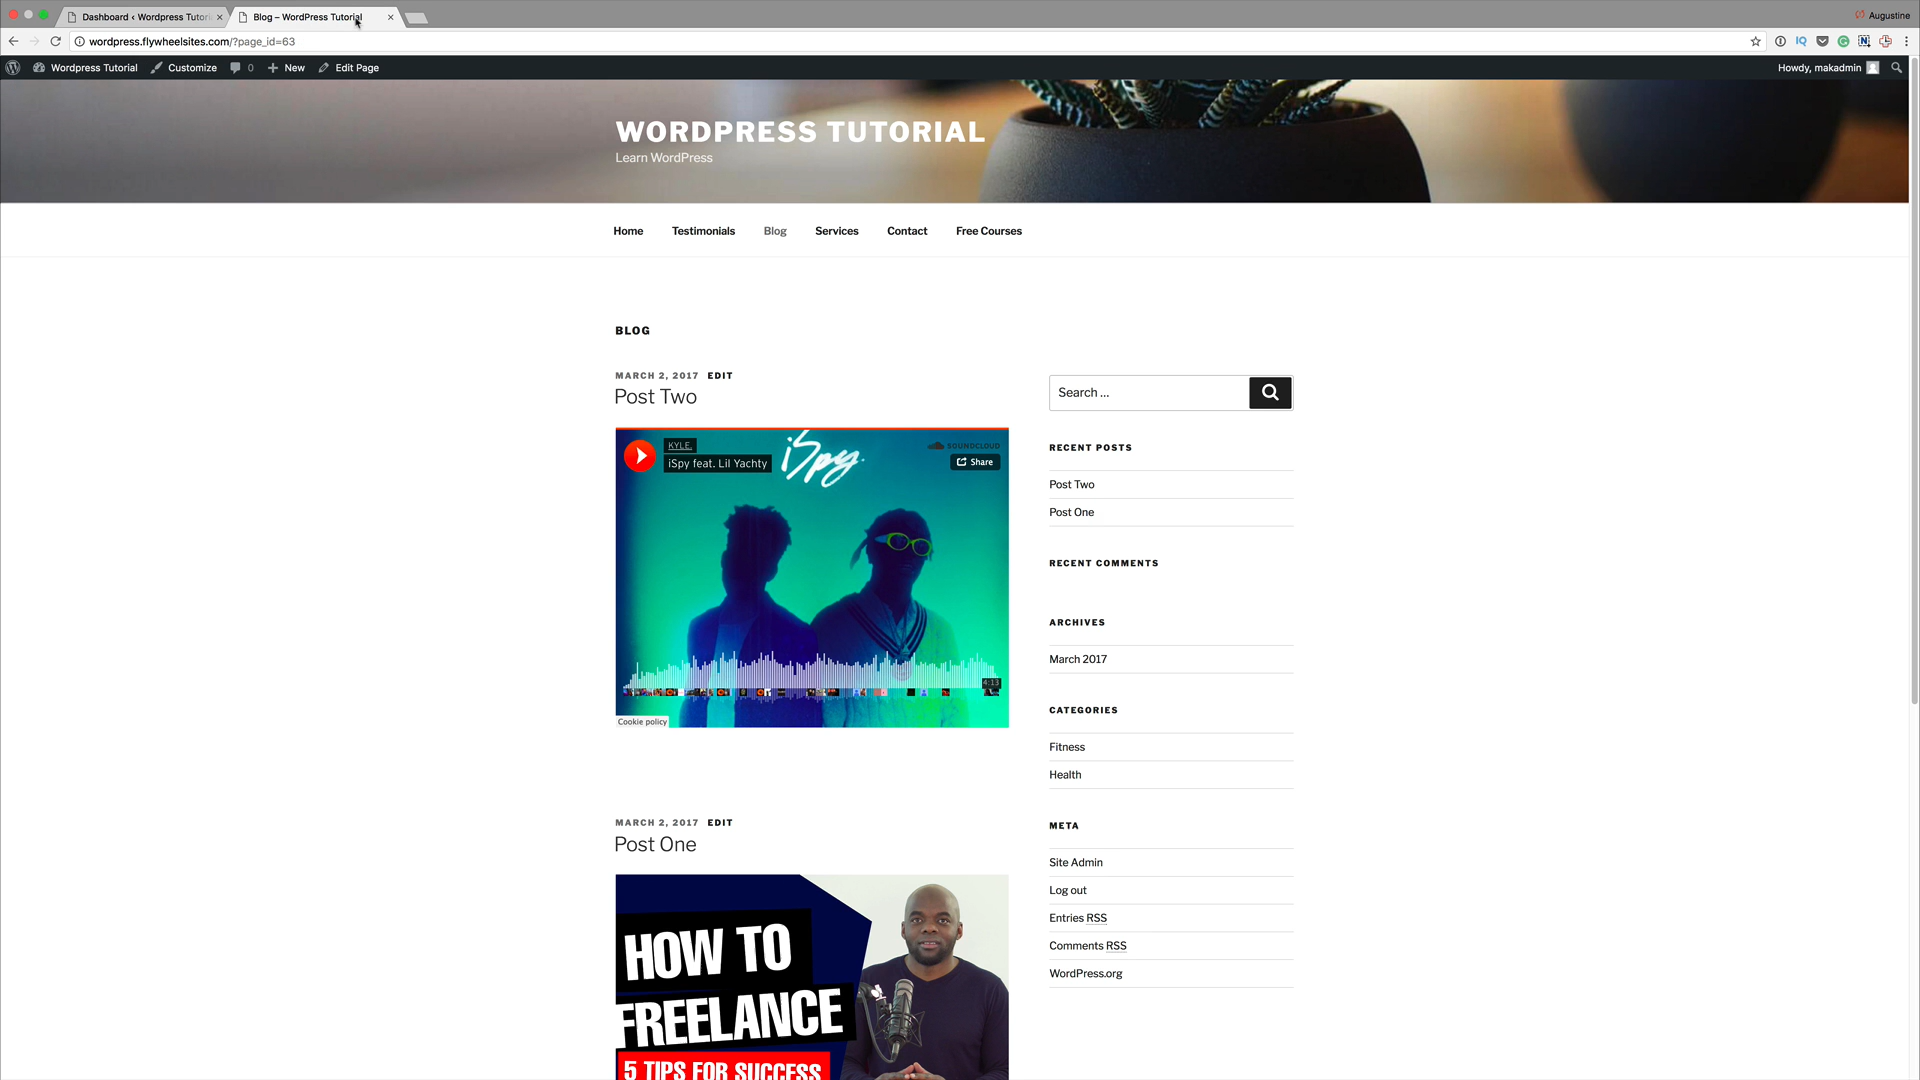 Dashboard ‹ Wordpress Tutori
Blog – WordPress Tutorial
Augustine
wordpress.flywheelsites.com/?page_id=63
Wordpress Tutorial
Customize
0
New
Edit Page
Howdy, makadmin
WORDPRESS TUTORIAL
Learn WordPress
Home
Testimonials
Blog
Services
Contact
Free Courses
BLOG
MARCH 2, 2017 EDIT
Post Two
KYLE.
iSpy feat. Lil Yachty
iSpy.
SOUNDCLOUD
Share
4:13
Cookie policy
MARCH 2, 2017 EDIT
Post One
HOW TO
FREELANCE
5 TIPS FOR SUCCESS
Search ...
RECENT POSTS
Post Two
Post One
RECENT COMMENTS
ARCHIVES
March 2017
CATEGORIES
Fitness
Health
META
Site Admin
Log out
Entries RSS
Comments RSS
WordPress.org